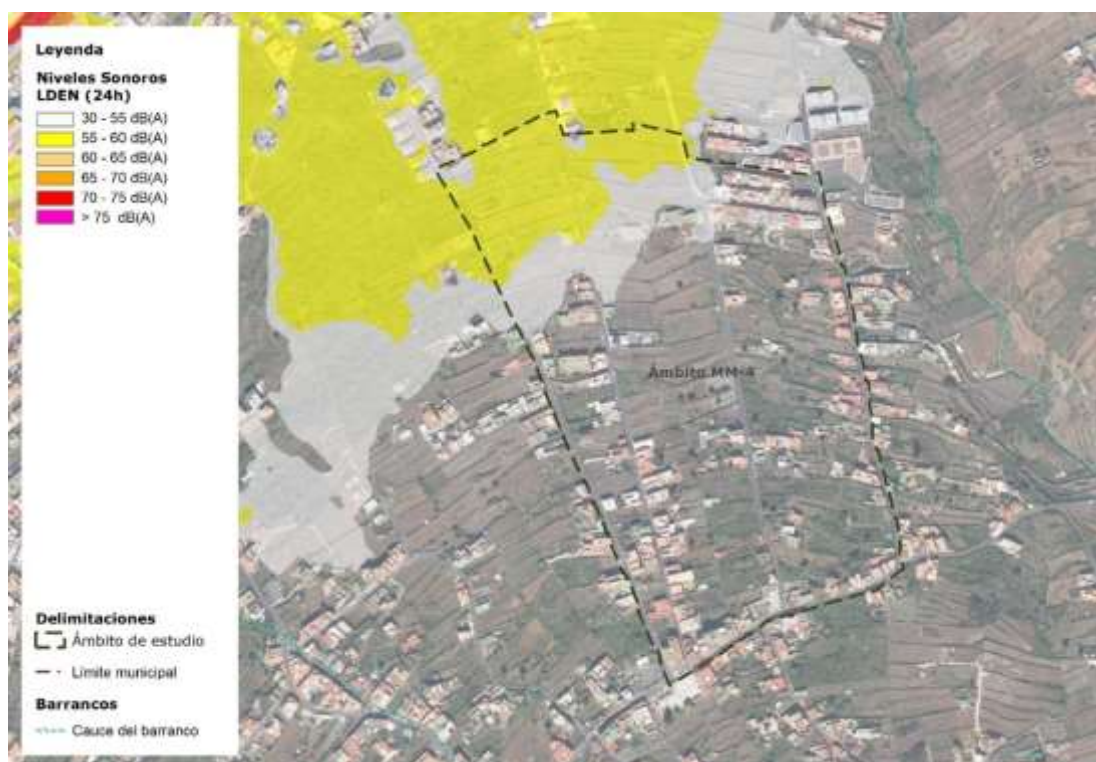 Leyenda
Niveles Sonoros
LDEN (24h)
30 - 55 dB(A)
55 - 60 dB(A)
60 - 65 dB(A)
65 - 70 dB(A)
70 - 75 dB(A)
> 75 dB(A)
Ámbito MM-4
Delimitaciones
Ámbito de estudio
Límite municipal
Barrancos
Cauce del barranco